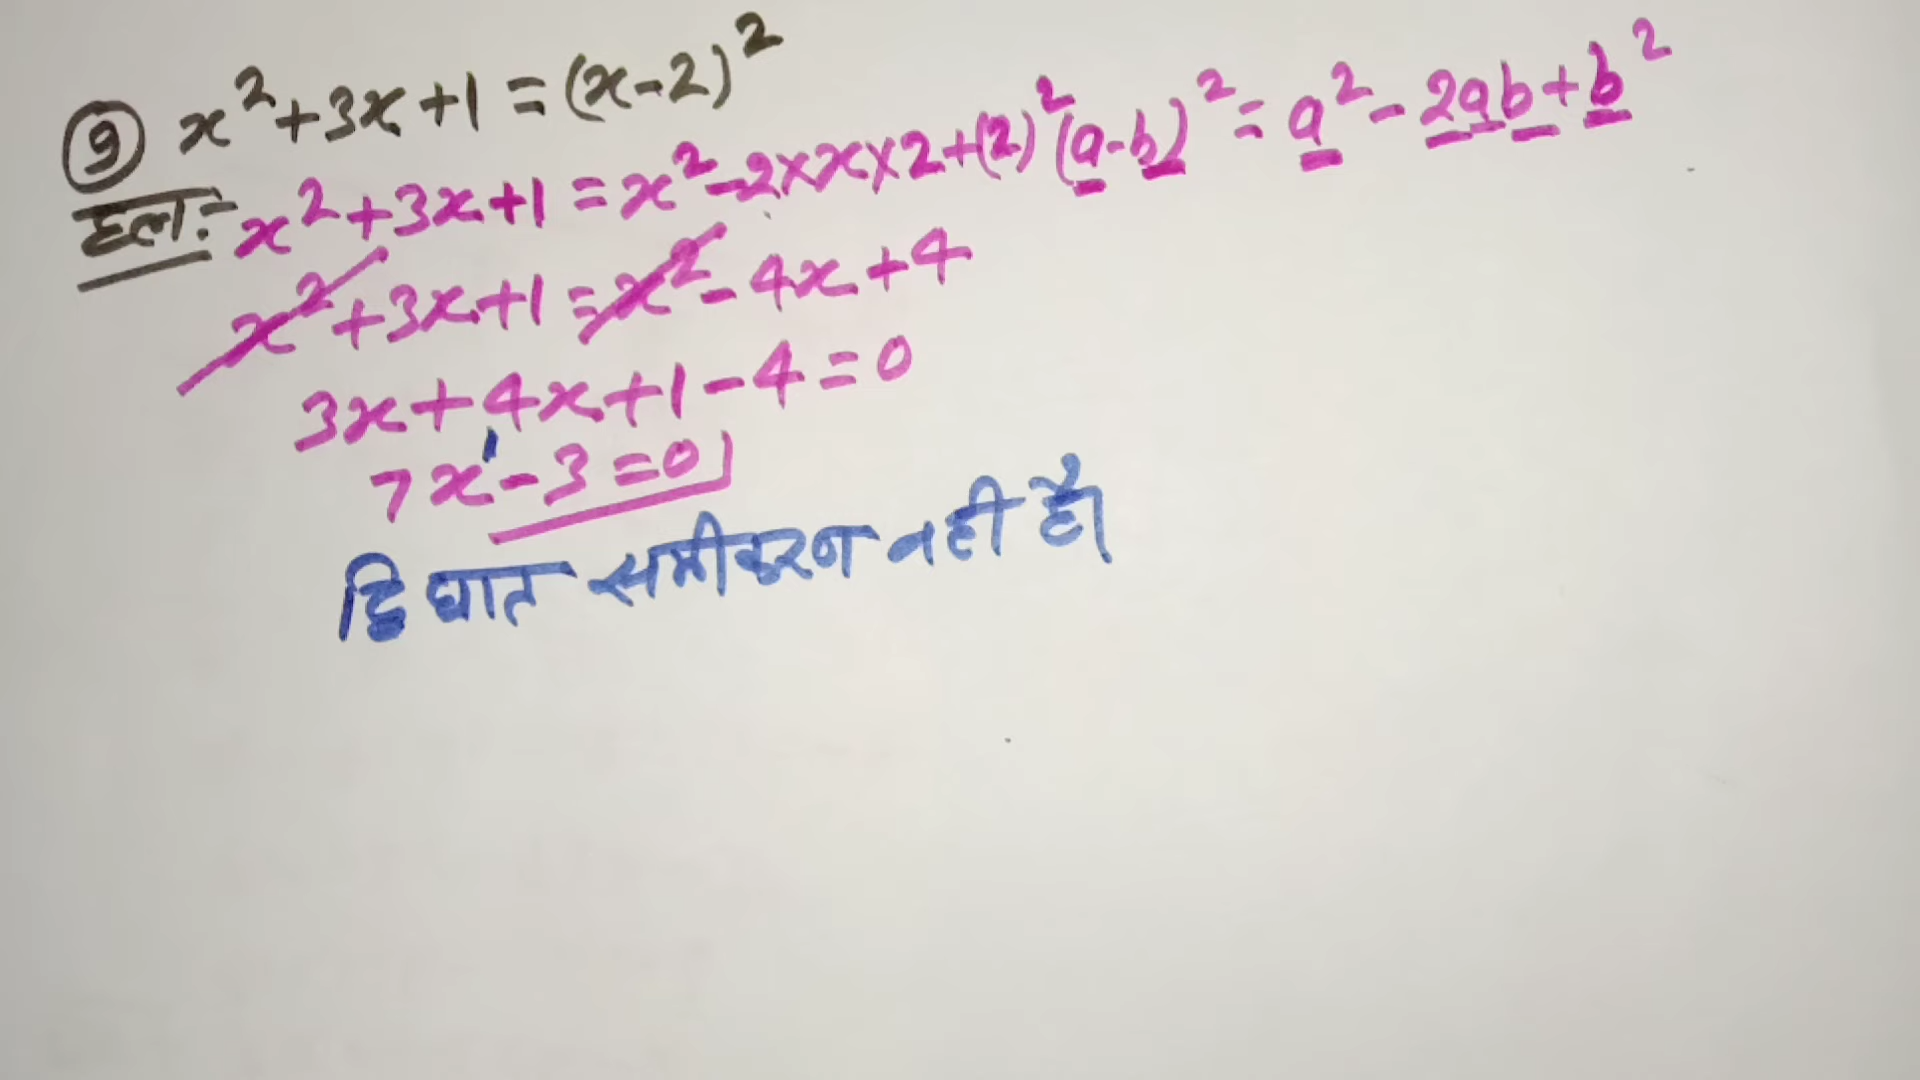 ९ x²+3x+1=(x-2)²
हल:- x²+3x+1=x²-2×x×2+(2)² (a-b)²=a²-2ab+b²
x²+3x+1=x²-4x+4
3x+4x+1-4=0
7x¹-3=0
द्वि घात समीकरण नही है।